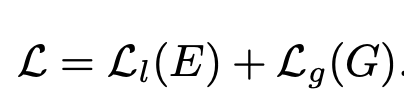 𝓛 = 𝓛_l(E) + 𝓛_g(G).